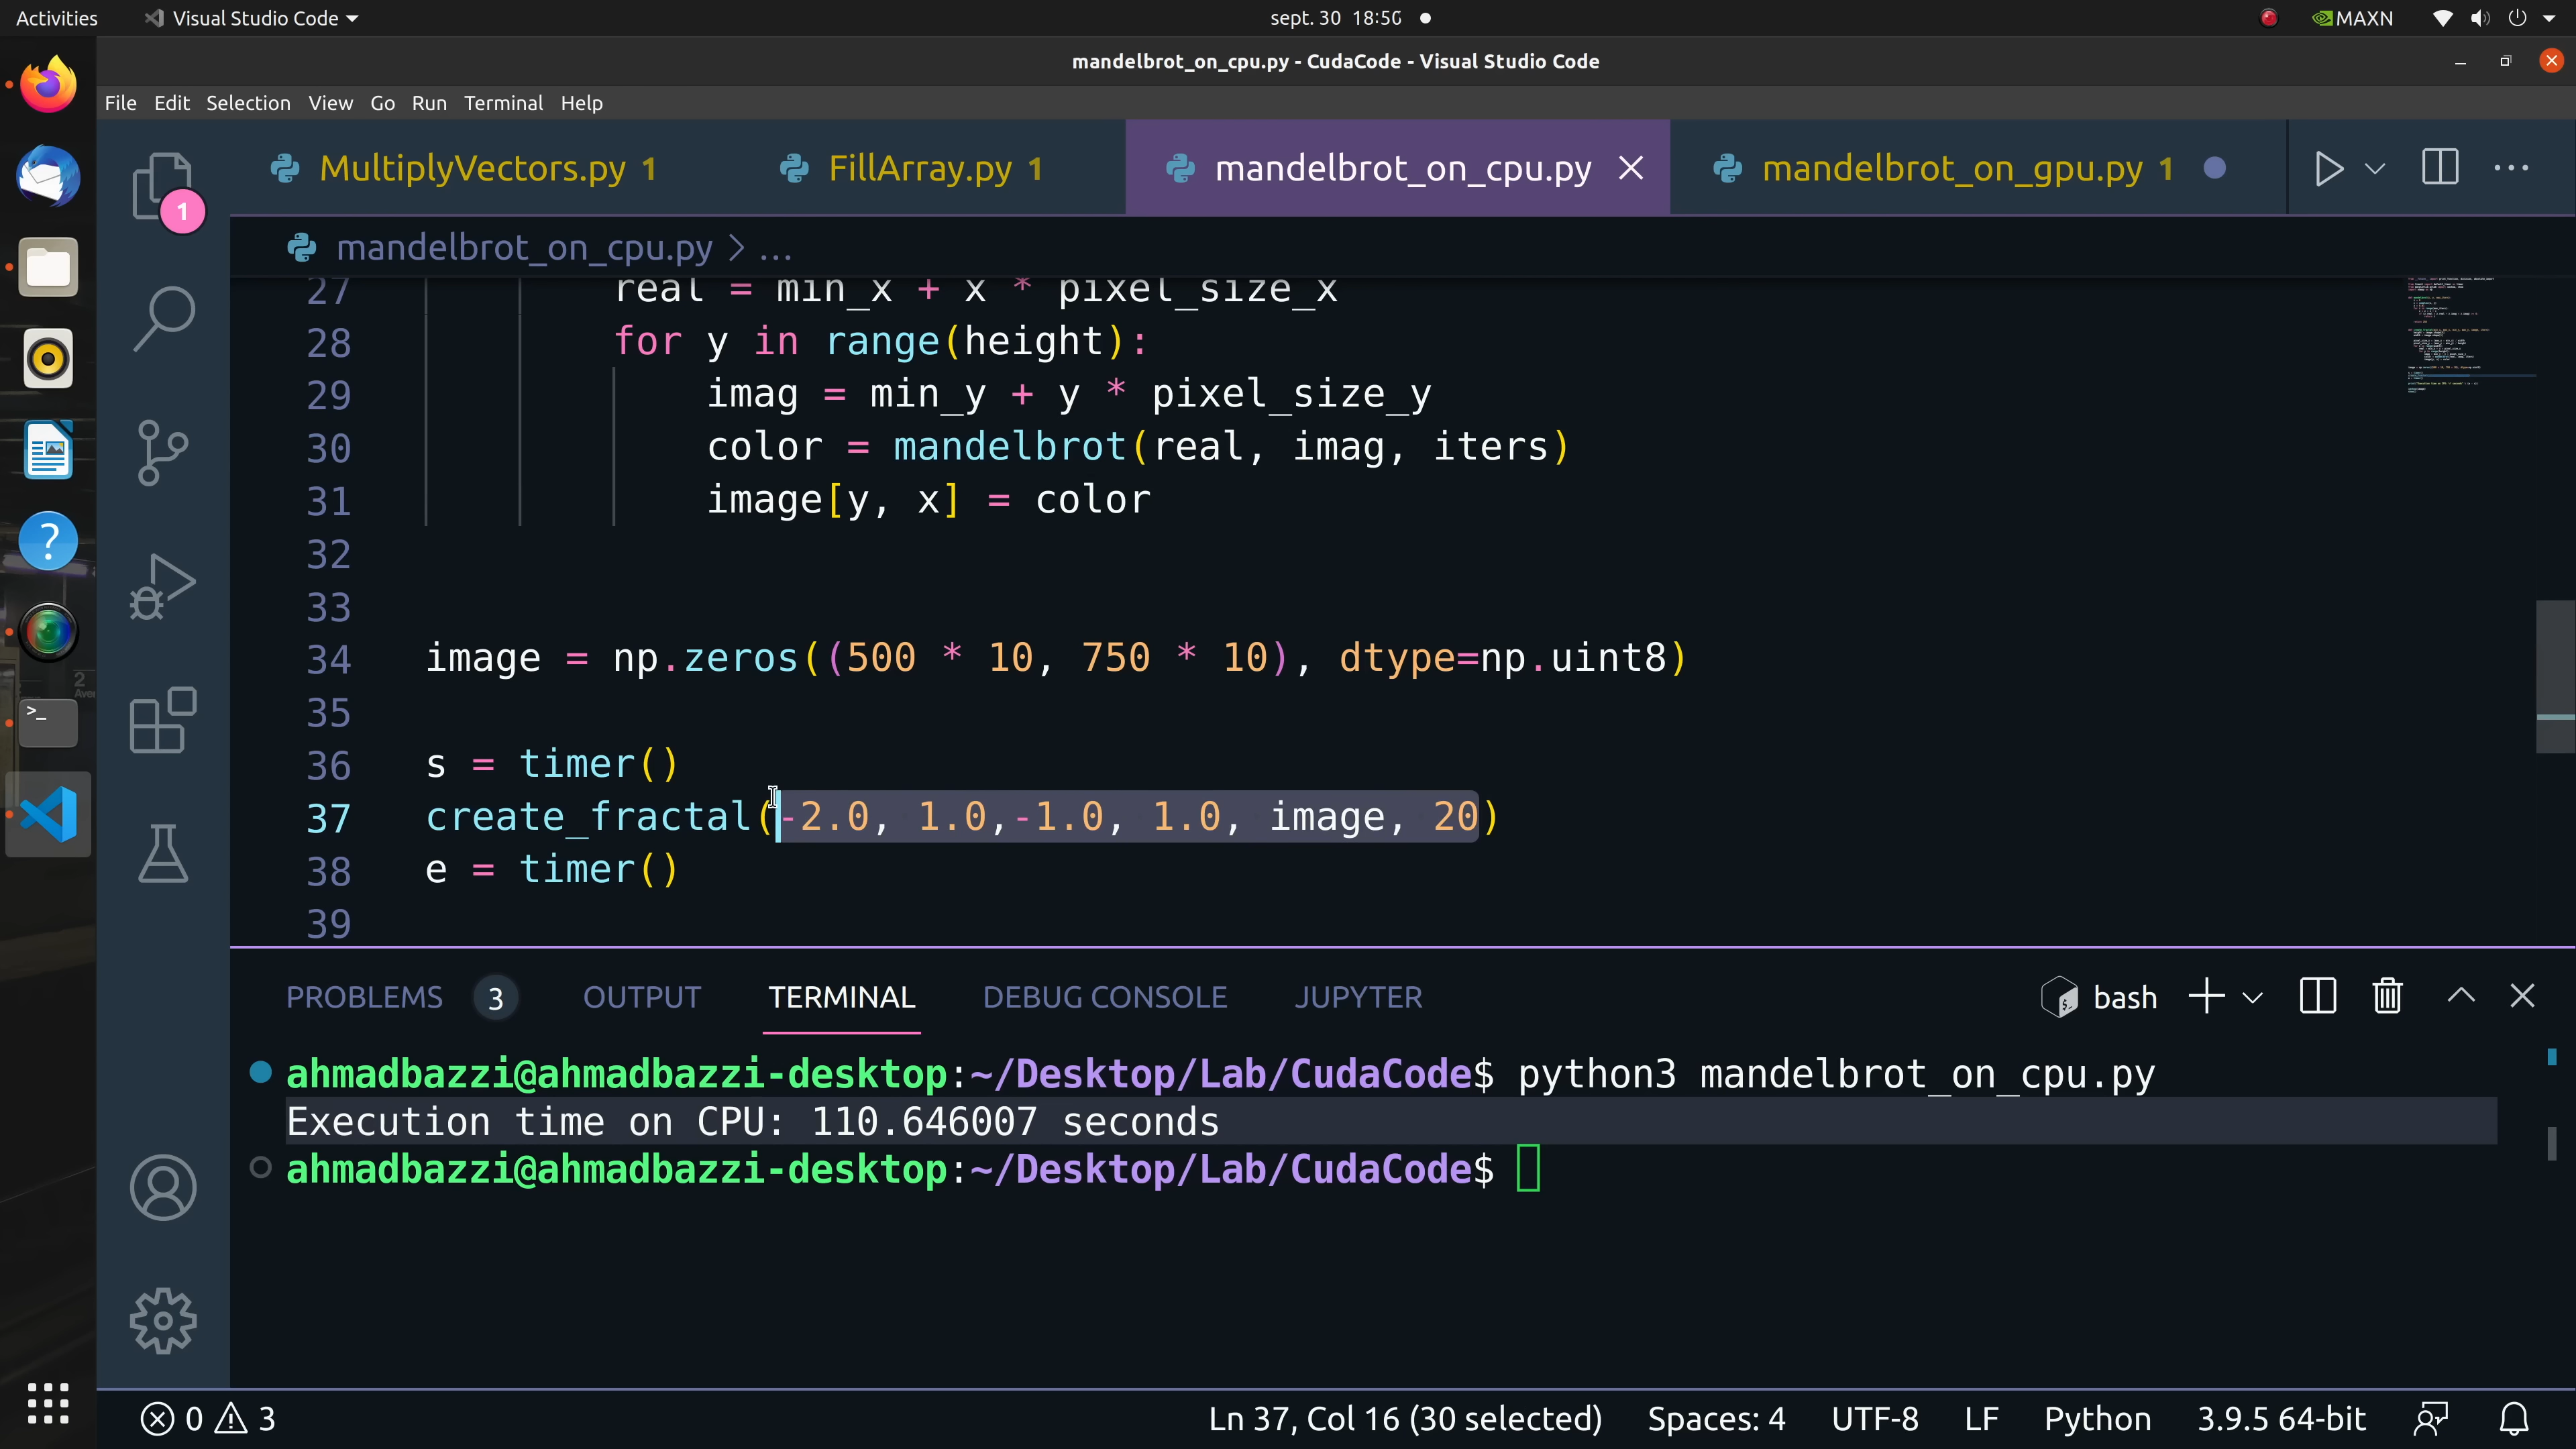 Activities Visual Studio Code sept. 30 18:50 MAXN
mandelbrot_on_cpu.py - CudaCode - Visual Studio Code
File Edit Selection View Go Run Terminal Help
MultiplyVectors.py 1 FillArray.py 1 mandelbrot_on_cpu.py mandelbrot_on_gpu.py 1
1
mandelbrot_on_cpu.py > ...
27 real = min_x + x * pixel_size_x
28 for y in range(height):
29 imag = min_y + y * pixel_size_y
30 color = mandelbrot(real, imag, iters)
31 image[y, x] = color
32
33
34 image = np.zeros((500 * 10, 750 * 10), dtype=np.uint8)
35
36 s = timer()
37 create_fractal(-2.0, 1.0,-1.0, 1.0, image, 20)
38 e = timer()
39
PROBLEMS 3 OUTPUT TERMINAL DEBUG CONSOLE JUPYTER bash
ahmadbazzi@ahmadbazzi-desktop:~/Desktop/Lab/CudaCode$ python3 mandelbrot_on_cpu.py
Execution time on CPU: 110.646007 seconds
ahmadbazzi@ahmadbazzi-desktop:~/Desktop/Lab/CudaCode$
0 3 Ln 37, Col 16 (30 selected) Spaces: 4 UTF-8 LF Python 3.9.5 64-bit